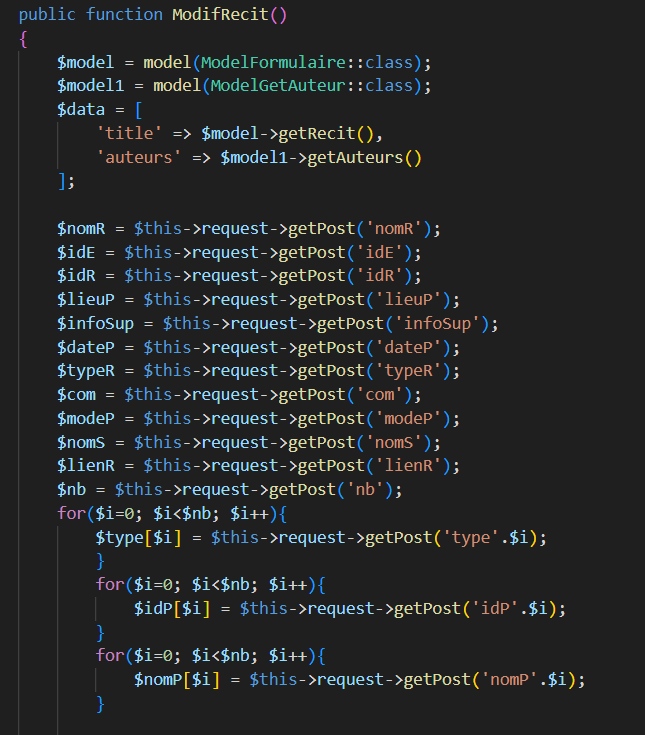 public function ModifRecit()
{
    $model = model(ModelFormulaire::class);
    $model1 = model(ModelGetAuteur::class);
    $data = [
        'title' => $model->getRecit(),
        'auteurs' => $model1->getAuteurs()
    ];

    $nomR = $this->request->getPost('nomR');
    $idE = $this->request->getPost('idE');
    $idR = $this->request->getPost('idR');
    $lieuP = $this->request->getPost('lieuP');
    $infoSup = $this->request->getPost('infoSup');
    $dateP = $this->request->getPost('dateP');
    $typeR = $this->request->getPost('typeR');
    $com = $this->request->getPost('com');
    $modeP = $this->request->getPost('modeP');
    $nomS = $this->request->getPost('nomS');
    $lienR = $this->request->getPost('lienR');
    $nb = $this->request->getPost('nb');
    for($i=0; $i<$nb; $i++){
        $type[$i] = $this->request->getPost('type'.$i);
        }
        for($i=0; $i<$nb; $i++){
            $idP[$i] = $this->request->getPost('idP'.$i);
        }
        for($i=0; $i<$nb; $i++){
            $nomP[$i] = $this->request->getPost('nomP'.$i);
        }